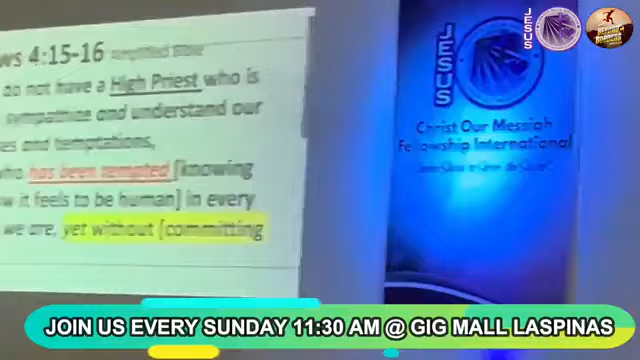 ws 4:15-16 Amplified Bible
do not have a High Priest who is
sympathize and understand our
es and temptations,
who has been tempted [knowing
w it feels to be human] in every
we are, yet without [committing
JESUS
Christ Our Messiah
Fellowship International
JESUS
JOIN US EVERY SUNDAY 11:30 AM @ GIG MALL LASPINAS